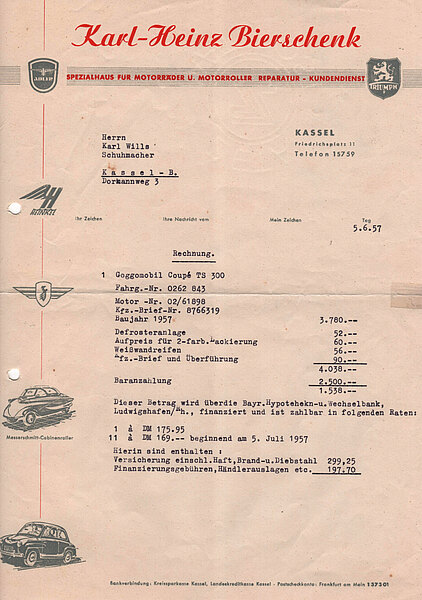 Karl-Heinz Bierschenk
ADLER
SPEZIALHAUS FÜR MOTORRÄDER U. MOTORROLLER REPARATUR - KUNDENDIENST
TRIUMPH
Herrn
Karl Wills
Schuhmacher
Kassel-B.
Dormannweg 3
KASSEL
Friedrichsplatz 11
Telefon 15759
HEINKEL
Ihr Zeichen Ihre Nachricht vom Mein Zeichen Tag
5.6.57
Rechnung.
1 Goggomobil Coupé TS 300
Fahrg.-Nr. 0262 843
Motor -Nr. 02/61898
Kfz.-Brief-Nr. 8766319
Baujahr 1957 3.780.--
Defrosteranlage 52.--
Aufpreis für 2-farb.Lackierung 60.--
Weißwandreifen 56.--
Kfz.-Brief und Überführung 90.--
4.038.--
Baranzahlung 2.500.--
1.538.--
Dieser Betrag wird überdie Bayr.Hypotheken-u.Wechselbank,
Ludwigshafen/Rh., finanziert und ist zahlbar in folgenden Raten:
1 à DM 175.95
11 à DM 169.-- beginnend am 5. Juli 1957
Hierin sind enthalten :
Versicherung einschl.Haft,Brand-u.Diebstahl 299,25
Finanzierungsgebühren,Händlerauslagen etc. 197.70
Messerschmitt-Cabinenroller
Bankverbindung: Kreissparkasse Kassel, Landeskreditkasse Kassel - Postscheckkonto: Frankfurt am Main 137301